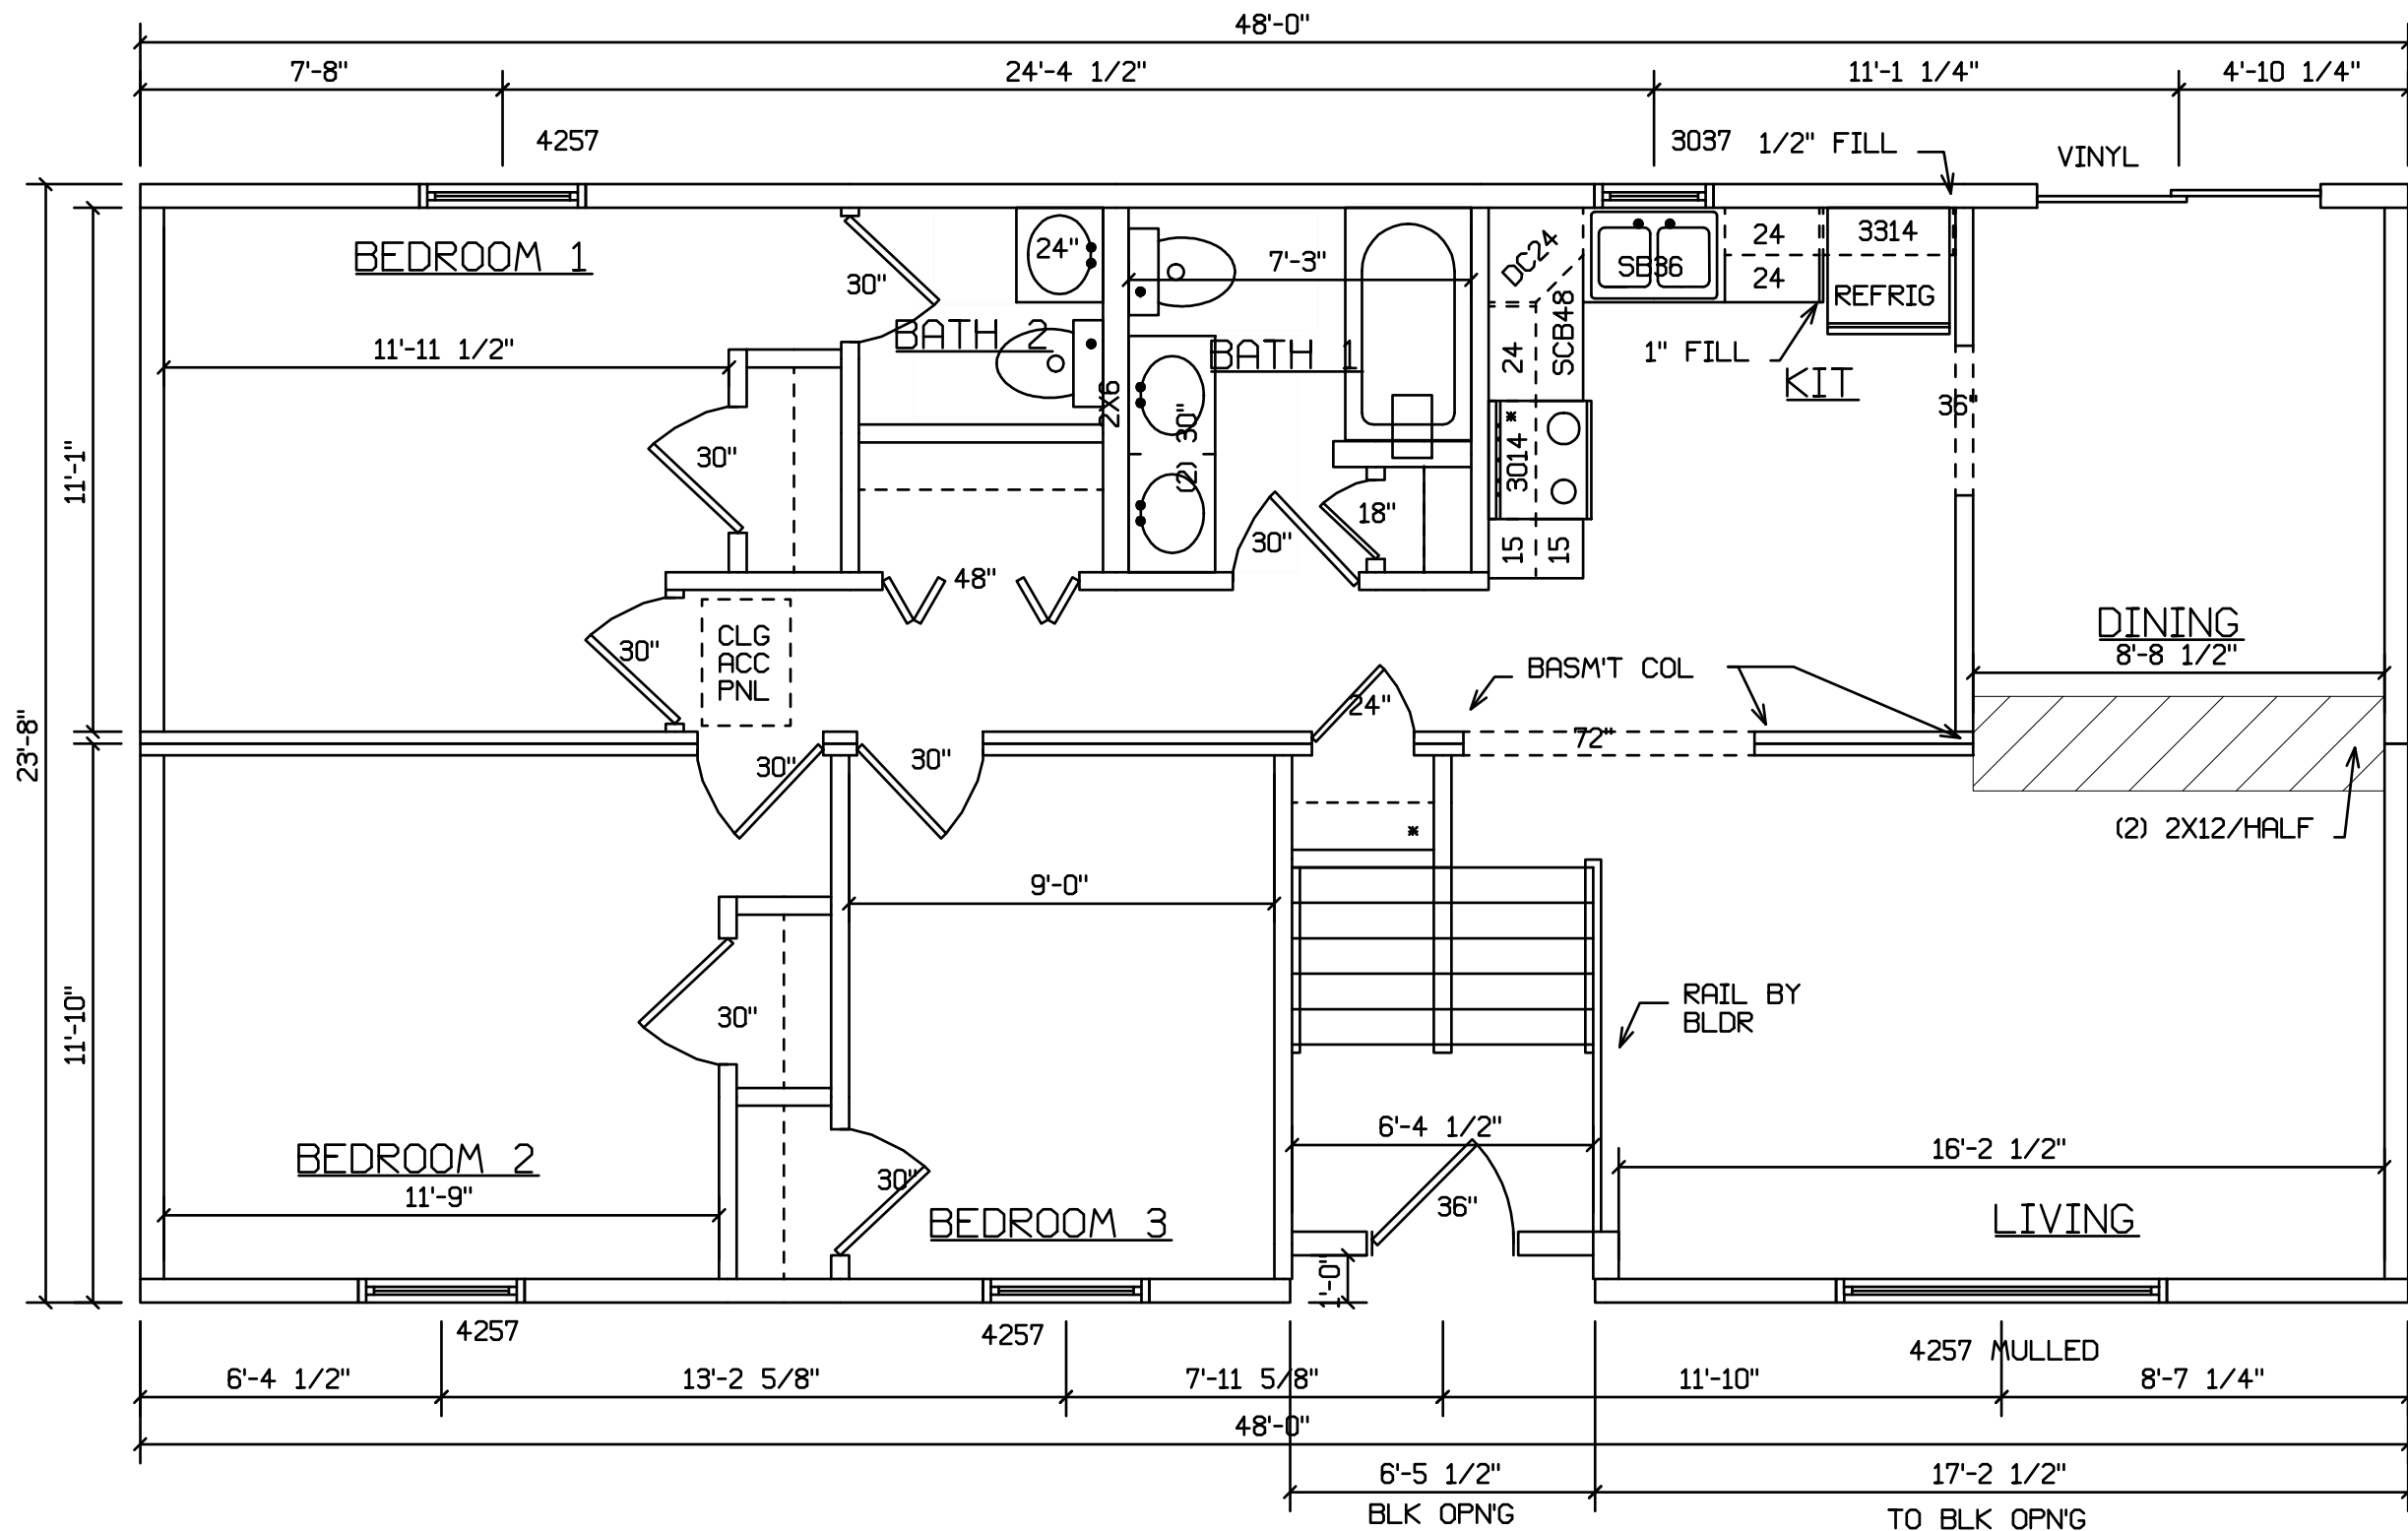 48'-0"
7'-8"
24'-4 1/2"
11'-1 1/4"
4'-10 1/4"
4257
3037
1/2" FILL
VINYL
BEDROOM 1
30"
24"
7'-3"
DC24
SB36
24
24
3314
REFRIG
BATH 2
BATH 1
11'-11 1/2"
24
SCB48
1" FILL
KIT
36"
2X6
(2) 30"
30"
11'-1"
3014 *
18"
30"
15
15
48"
30"
CLG
ACC
PNL
DINING
8'-8 1/2"
BASM'T COL
24"
72"
23'-8"
30"
30"
(2) 2X12/HALF
*
9'-0"
30"
RAIL BY
BLDR
11'-10"
6'-4 1/2"
16'-2 1/2"
BEDROOM 2
11'-9"
30"
BEDROOM 3
36"
LIVING
1'-0"
4257
4257
4257 MULLED
6'-4 1/2"
13'-2 5/8"
7'-11 5/8"
11'-10"
8'-7 1/4"
48'-0"
6'-5 1/2"
17'-2 1/2"
BLK OPN'G
TO BLK OPN'G